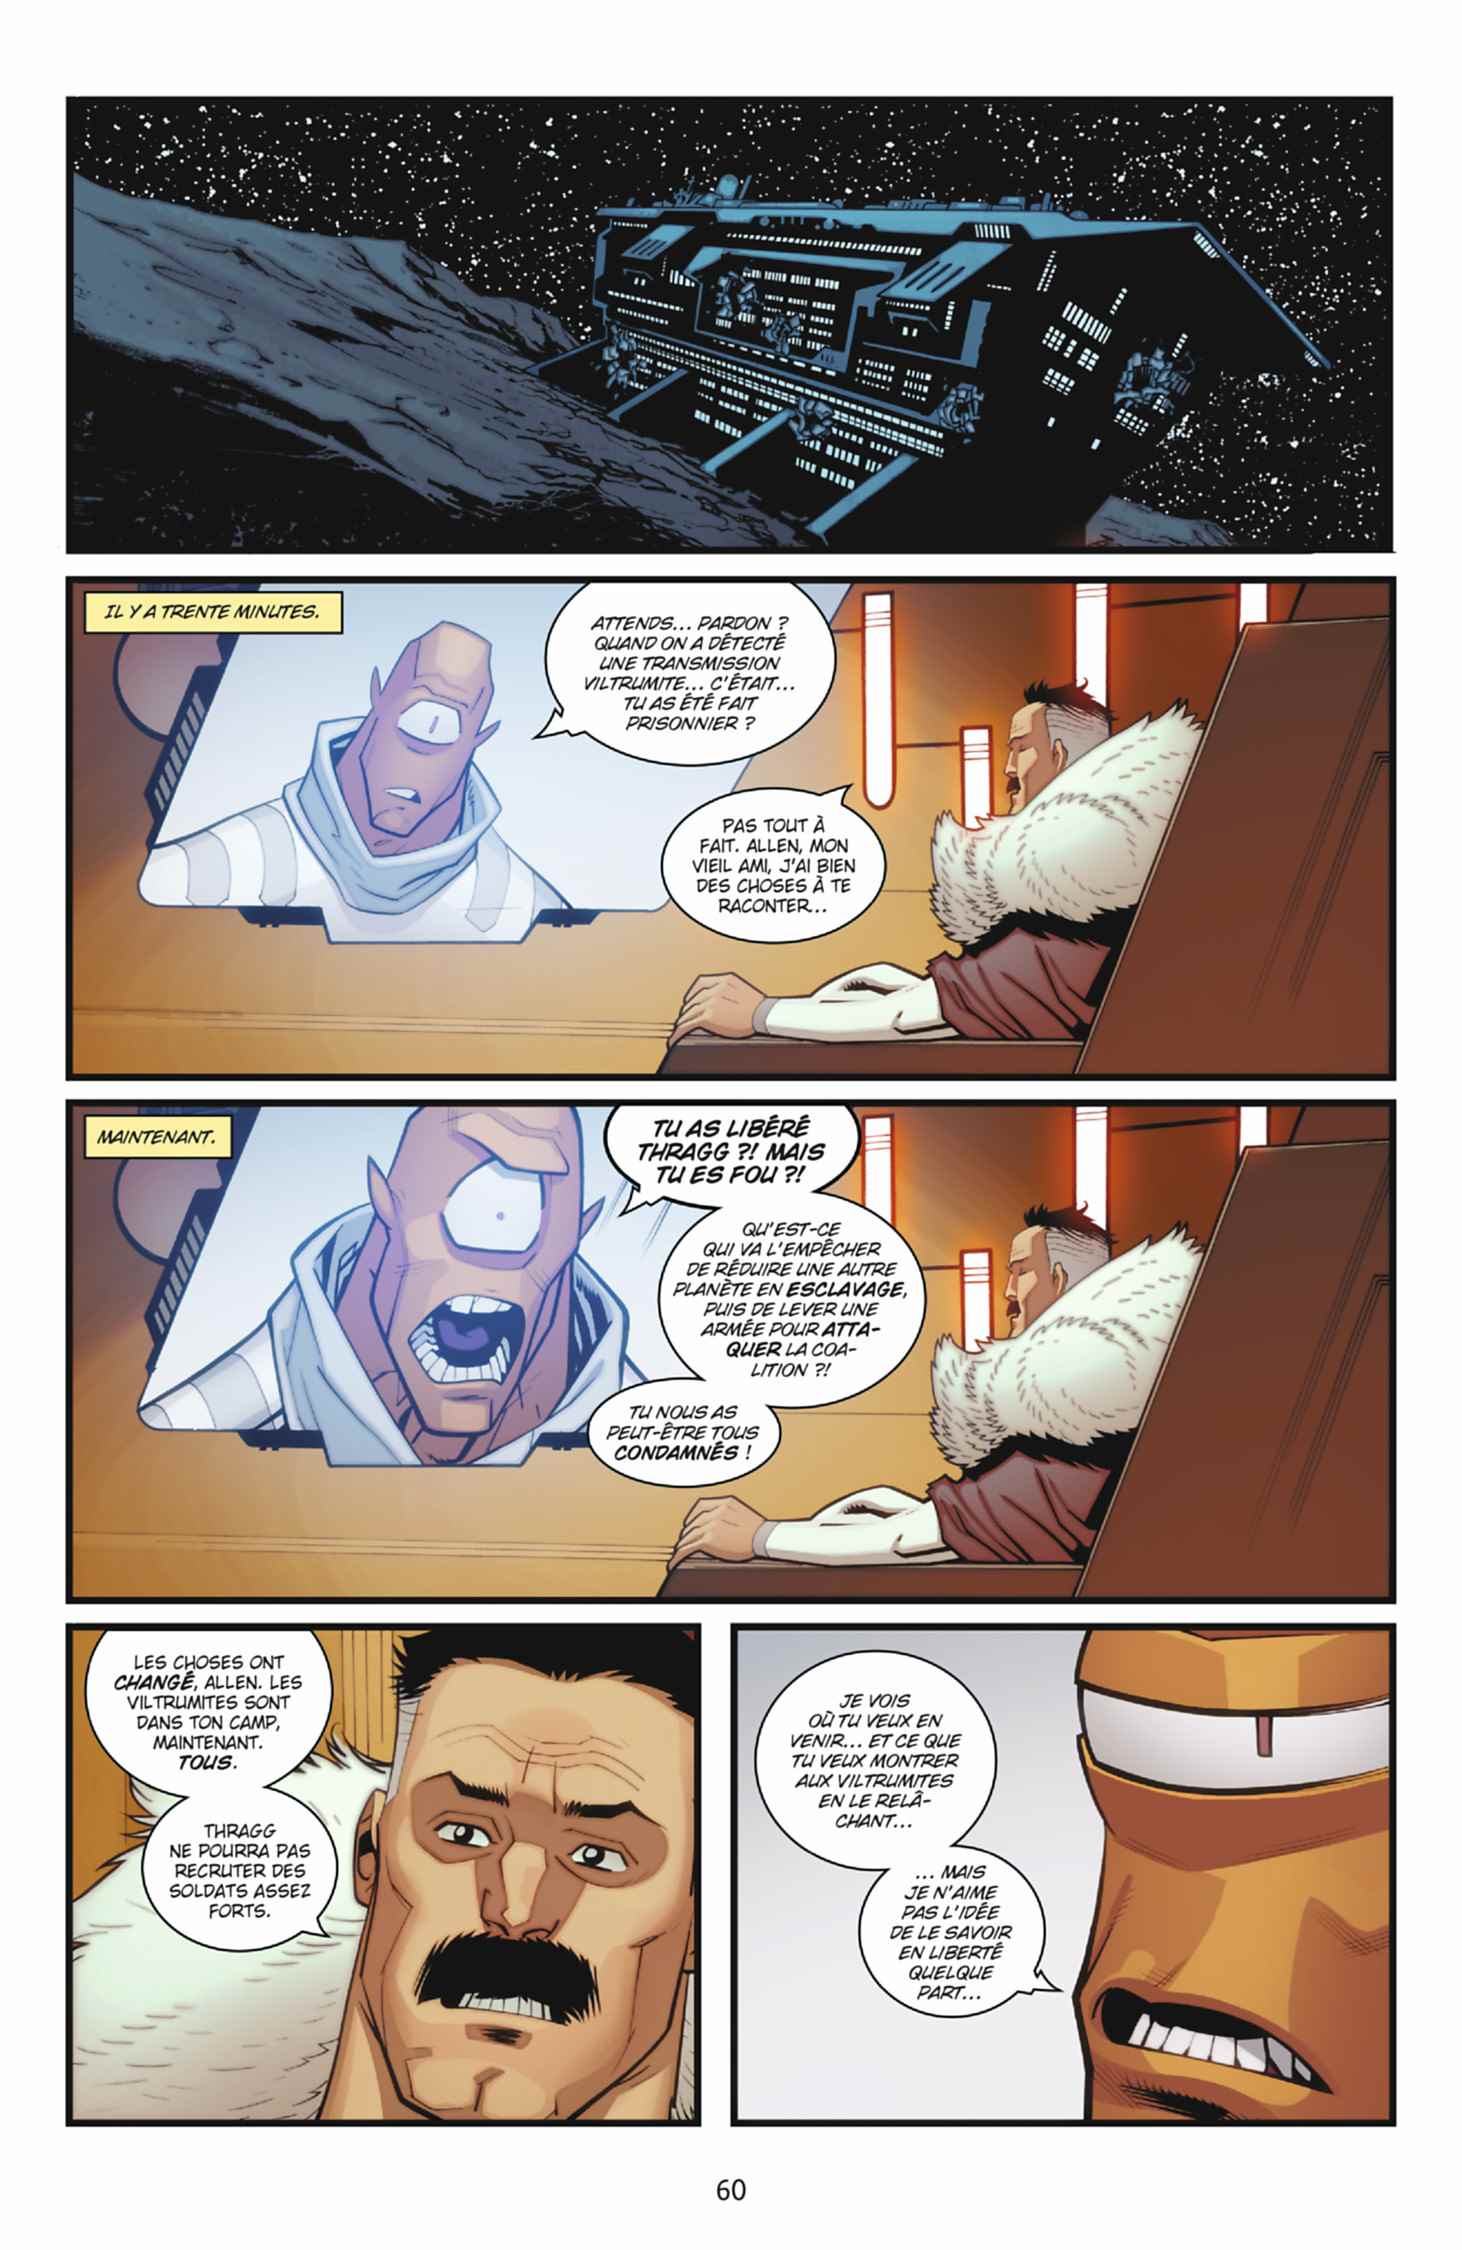 IL Y A TRENTE MINUTES.
ATTENDS... PARDON ?
QUAND ON A DÉTECTÉ
UNE TRANSMISSION
VILTRUMITE... C'ÉTAIT...
TU AS ÉTÉ FAIT
PRISONNIER ?
PAS TOUT À
FAIT. ALLEN, MON
VIEIL AMI, J'AI BIEN
DES CHOSES À TE
RACONTER...
MAINTENANT.
TU AS LIBÉRÉ
THRAGG ?! MAIS
TU ES FOU ?!
QU'EST-CE
QUI VA L'EMPÊCHER
DE RÉDUIRE UNE AUTRE
PLANÈTE EN ESCLAVAGE,
PUIS DE LEVER UNE
ARMÉE POUR ATTA-
QUER LA COA-
LITION ?!
TU NOUS AS
PEUT-ÊTRE TOUS
CONDAMNÉS !
LES CHOSES ONT
CHANGÉ, ALLEN. LES
VILTRUMITES SONT
DANS TON CAMP,
MAINTENANT.
TOUS.
THRAGG
NE POURRA PAS
RECRUTER DES
SOLDATS ASSEZ
FORTS.
JE VOIS
OÙ TU VEUX EN
VENIR... ET CE QUE
TU VEUX MONTRER
AUX VILTRUMITES
EN LE RELÂ-
CHANT...
... MAIS
JE N'AIME
PAS L'IDÉE
DE LE SAVOIR
EN LIBERTÉ
QUELQUE
PART...
60